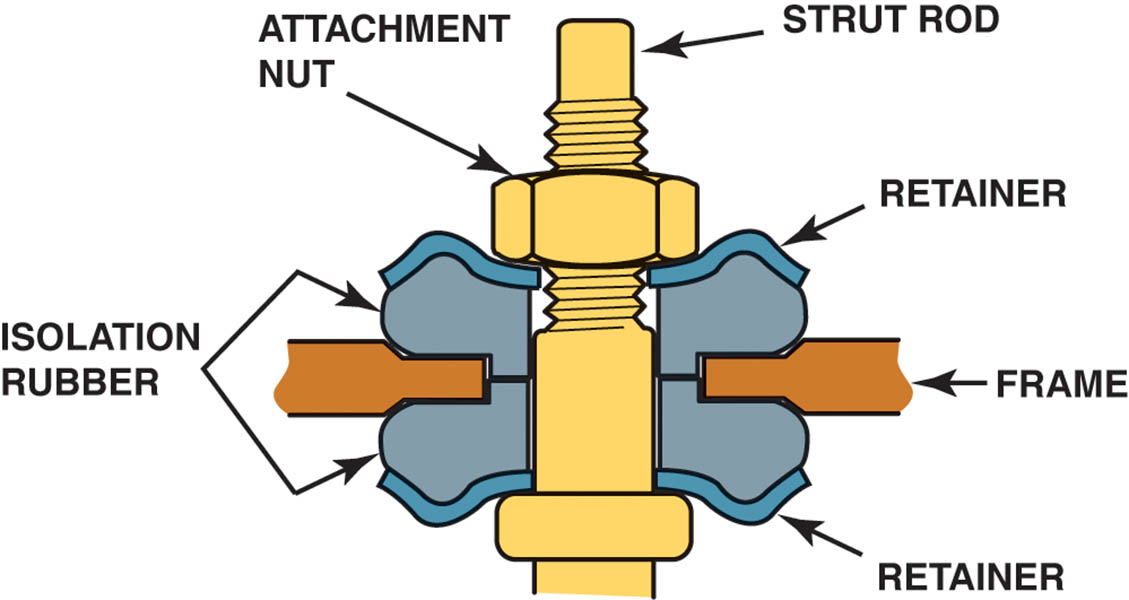 ATTACHMENT
NUT
STRUT ROD
RETAINER
ISOLATION
RUBBER
FRAME
RETAINER